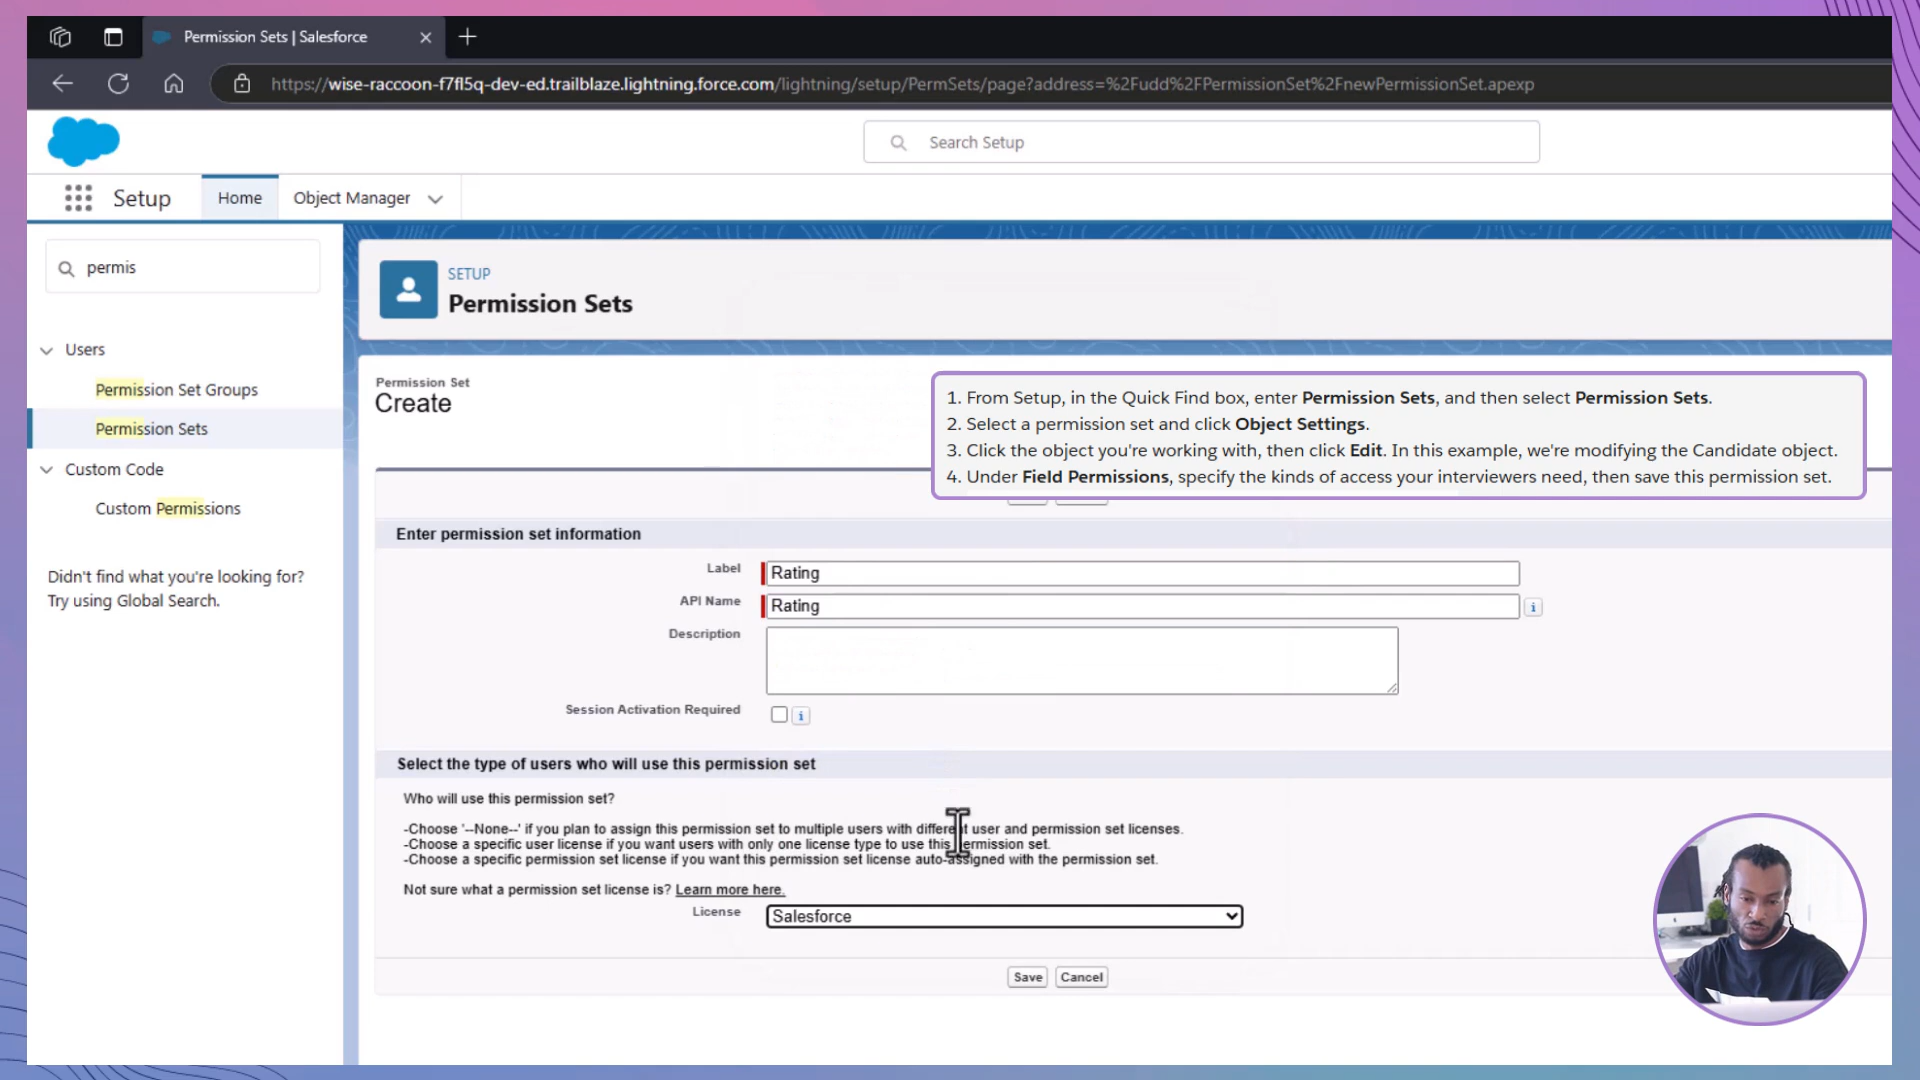 Permission Sets | Salesforce
https://wise-raccoon-f7fl5q-dev-ed.trailblaze.lightning.force.com/lightning/setup/PermSets/page?address=%2Fudd%2FPermissionSet%2FnewPermissionSet.apexp
Search Setup
Setup
Home
Object Manager
permis
Users
Permission Set Groups
Permission Sets
Custom Code
Custom Permissions
Didn't find what you're looking for?
Try using Global Search.
SETUP
Permission Sets
Permission Set
Create
1. From Setup, in the Quick Find box, enter Permission Sets, and then select Permission Sets.
2. Select a permission set and click Object Settings.
3. Click the object you're working with, then click Edit. In this example, we're modifying the Candidate object.
4. Under Field Permissions, specify the kinds of access your interviewers need, then save this permission set.
Enter permission set information
Label
Rating
API Name
Rating
i
Description
Session Activation Required
i
Select the type of users who will use this permission set
Who will use this permission set?
-Choose '--None--' if you plan to assign this permission set to multiple users with different user and permission set licenses.
-Choose a specific user license if you want users with only one license type to use this permission set.
-Choose a specific permission set license if you want this permission set license auto-assigned with the permission set.
Not sure what a permission set license is? Learn more here.
License
Salesforce
Save
Cancel